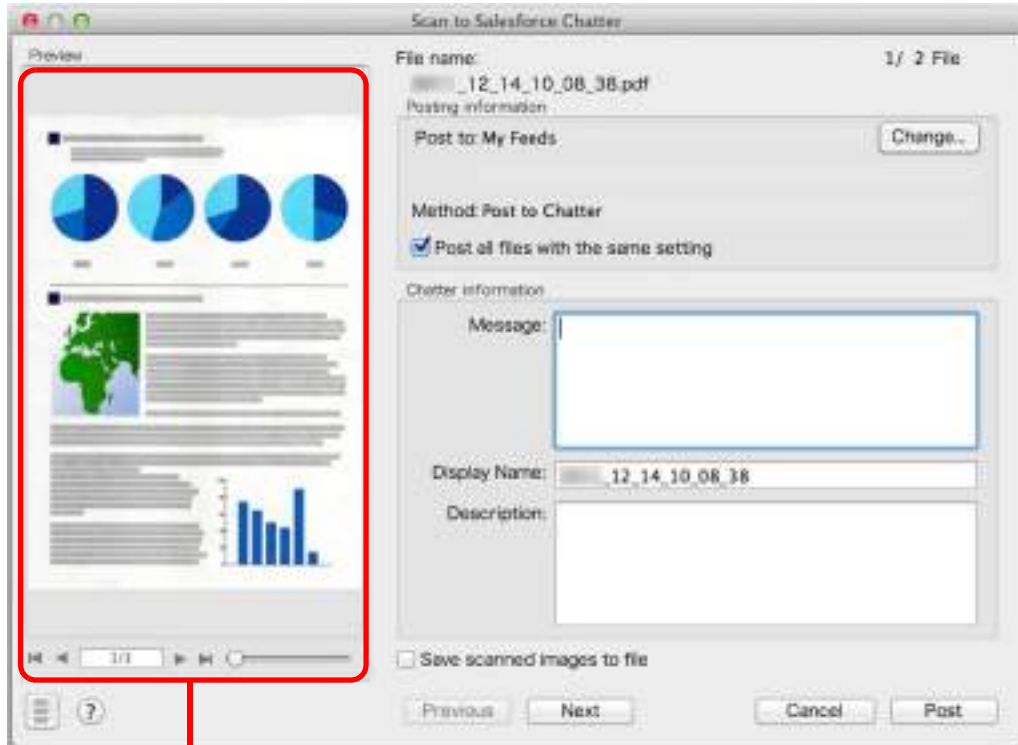 Scan to Salesforce Chatter
Preview
File name:
1/ 2 File
_12_14_10_08_38.pdf
Posting information
Post to: My Feeds
Change...
Method: Post to Chatter
Post all files with the same setting
Chatter information
Message:
Display Name:
_12_14_10_08_38
Description:
1/1
Save scanned images to file
?
Previous
Next
Cancel
Post